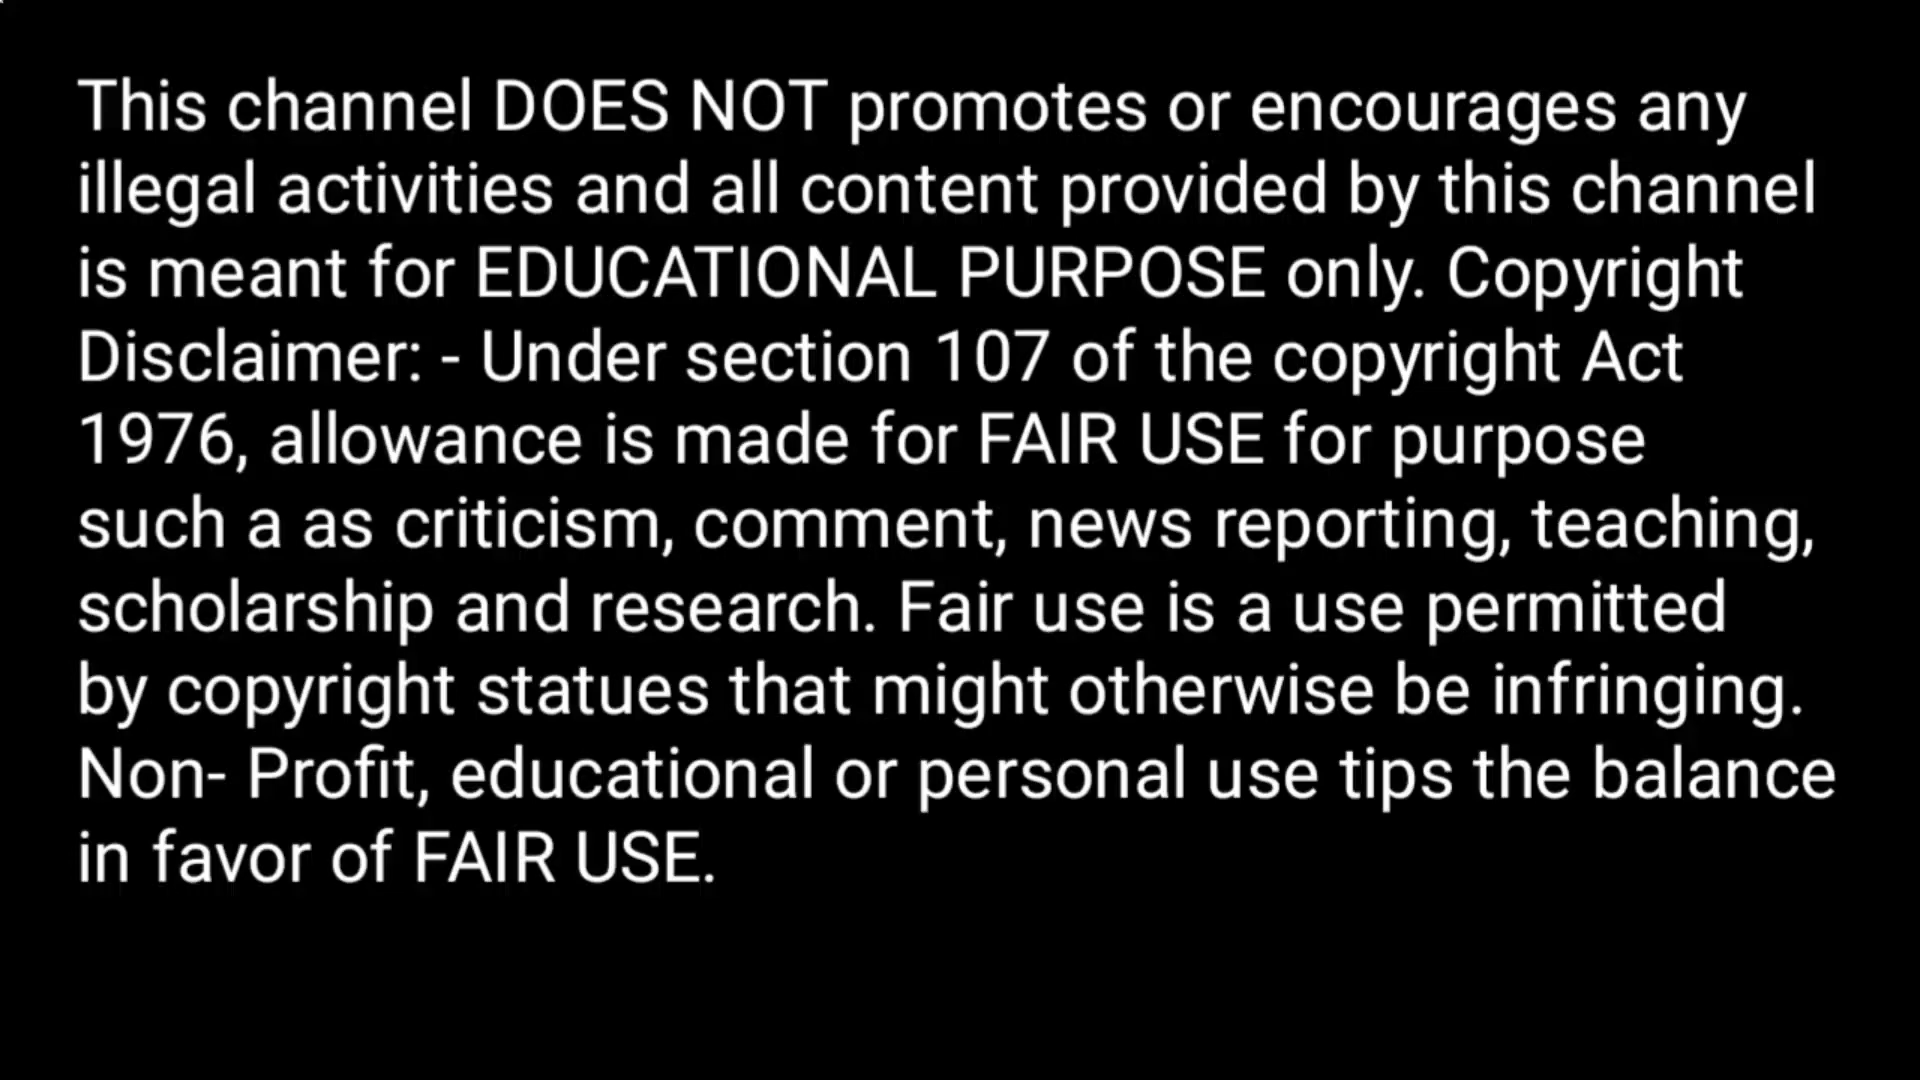 This channel DOES NOT promotes or encourages any
illegal activities and all content provided by this channel
is meant for EDUCATIONAL PURPOSE only. Copyright
Disclaimer: - Under section 107 of the copyright Act
1976, allowance is made for FAIR USE for purpose
such a as criticism, comment, news reporting, teaching,
scholarship and research. Fair use is a use permitted
by copyright statues that might otherwise be infringing.
Non- Profit, educational or personal use tips the balance
in favor of FAIR USE.